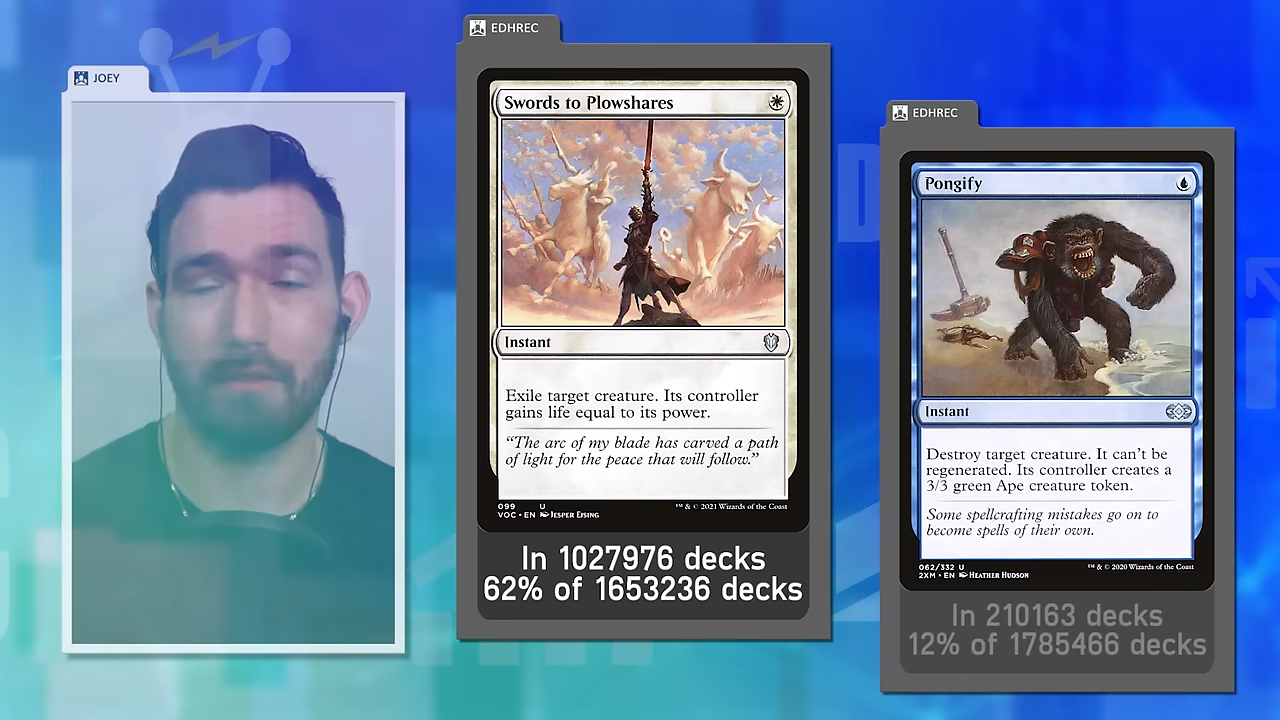 JOEY
EDHREC
Swords to Plowshares
Instant
Exile target creature. Its controller
gains life equal to its power.
“The arc of my blade has carved a path
of light for the peace that will follow.”
099 U
VOC • EN Jesper Ejsing
™ & © 2021 Wizards of the Coast
In 1027976 decks
62% of 1653236 decks
EDHREC
Pongify
Instant
Destroy target creature. It can’t be
regenerated. Its controller creates a
3/3 green Ape creature token.
Some spellcrafting mistakes go on to
become spells of their own.
062/332 U
2XM • EN Heather Hudson
™ & © 2020 Wizards of the Coast
In 210163 decks
12% of 1785466 decks